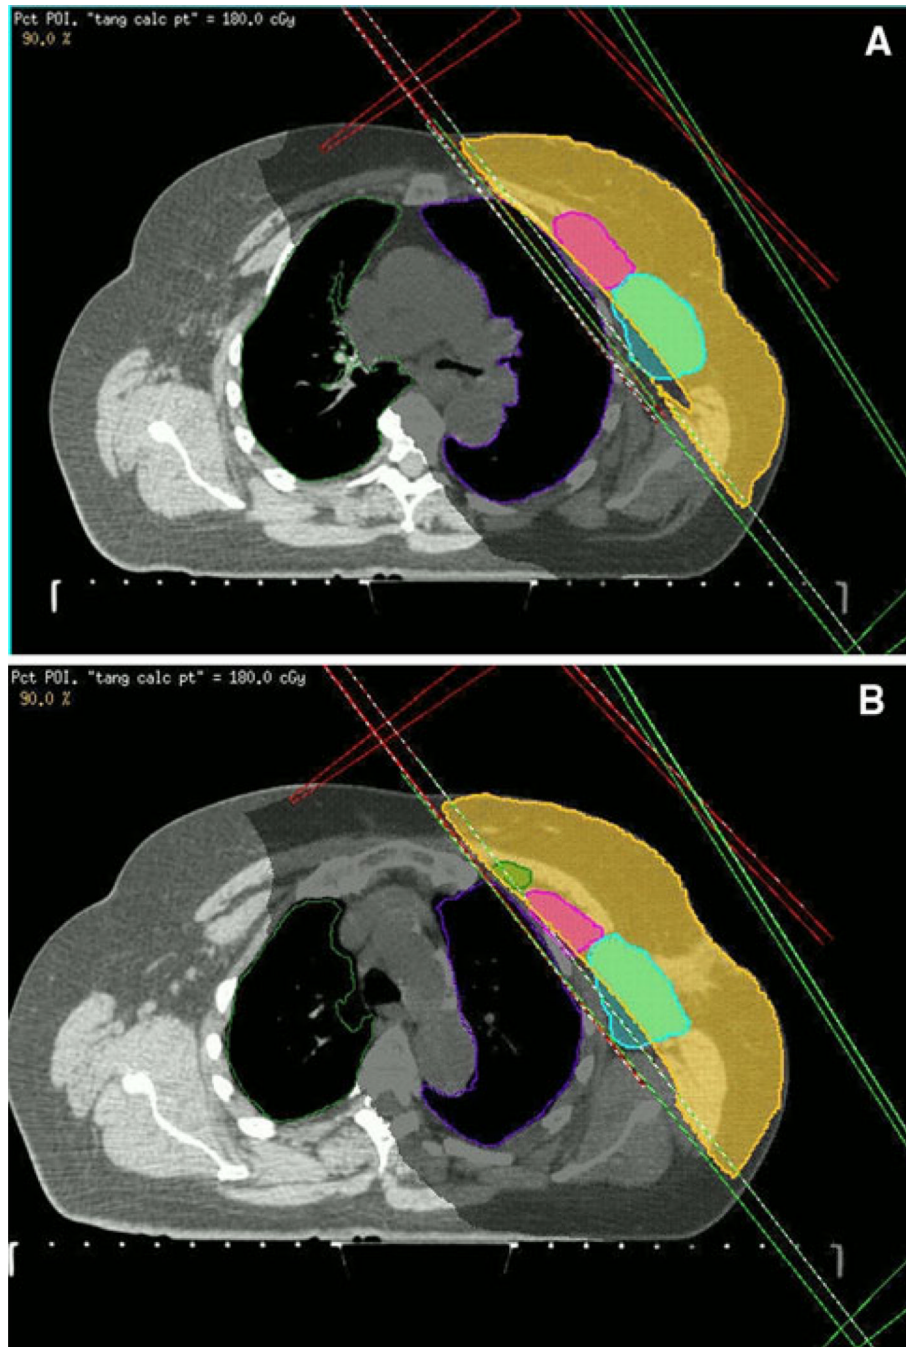 Pct POI. "tang calc pt" = 180.0 cGy
90.0 %
A
Pct POI. "tang calc pt" = 180.0 cGy
90.0 %
B